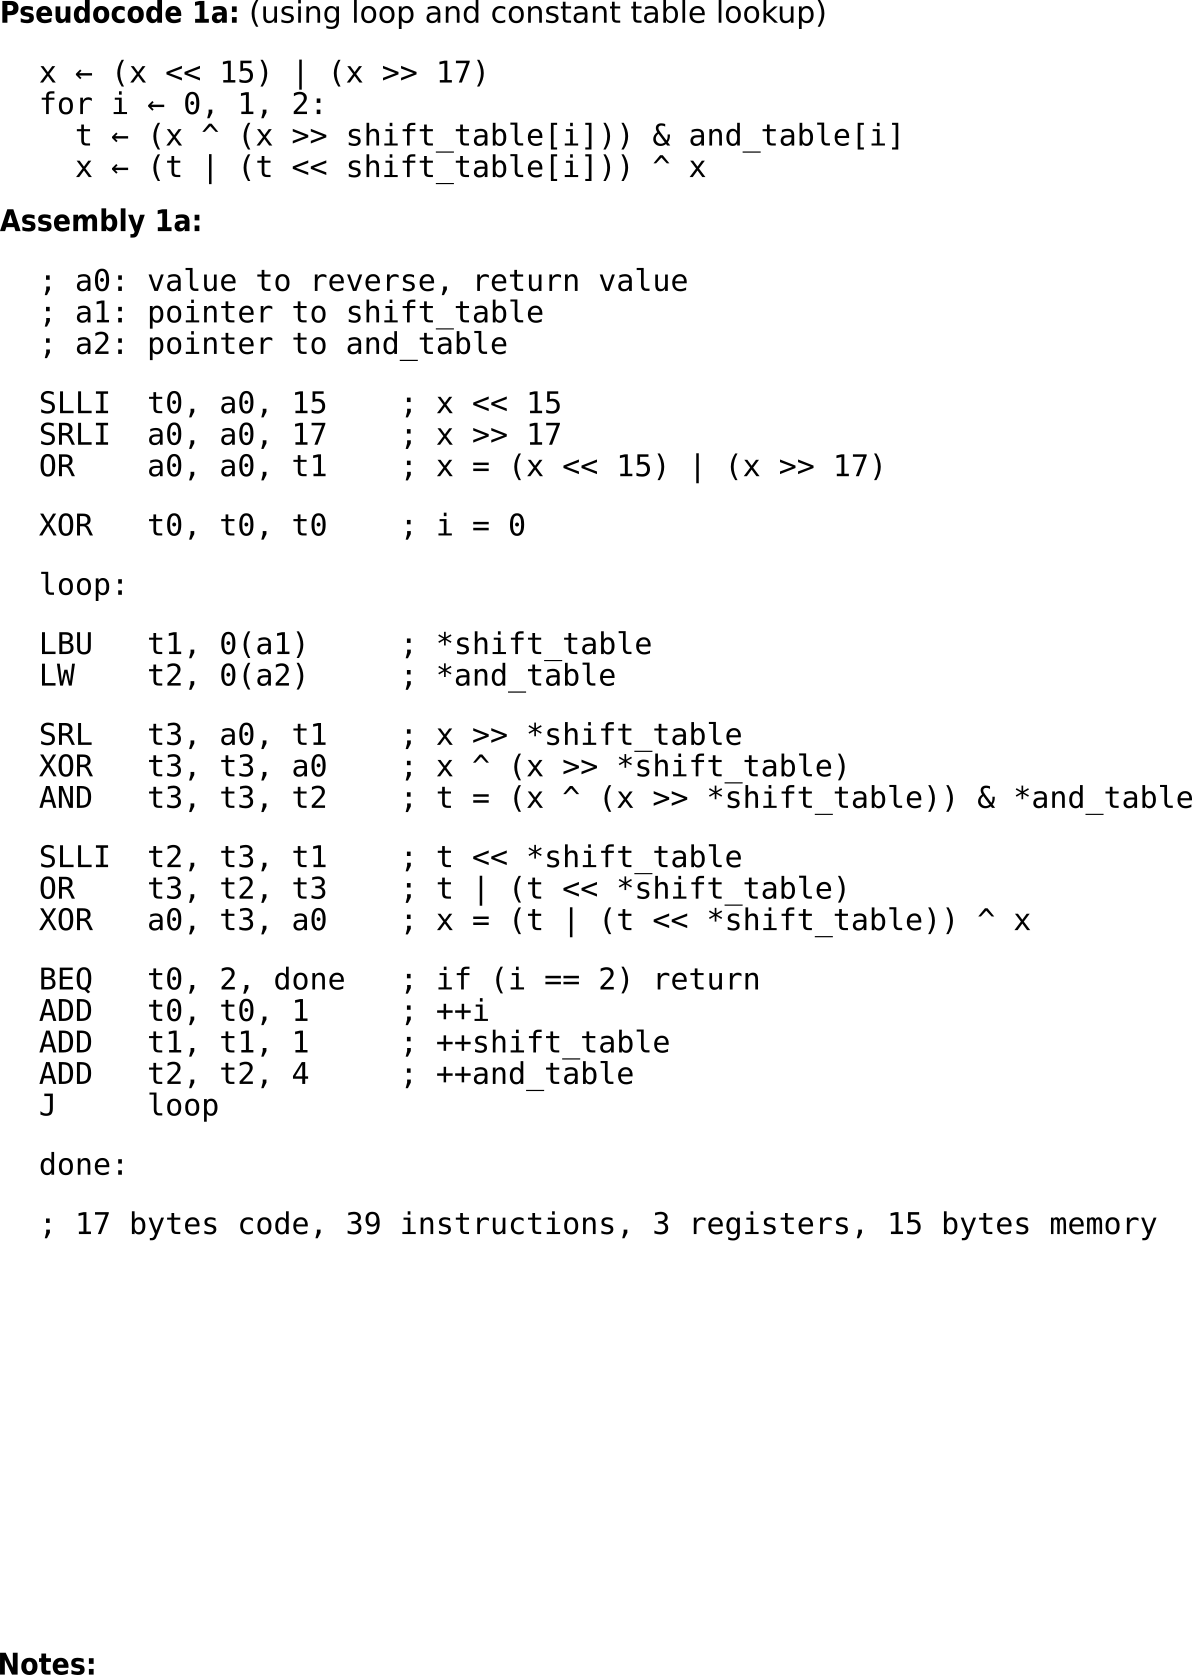 Pseudocode 1a: (using loop and constant table lookup)
x ← (x << 15) | (x >> 17)
for i ← 0, 1, 2:
  t ← (x ^ (x >> shift_table[i])) & and_table[i]
  x ← (t | (t << shift_table[i])) ^ x
Assembly 1a:
; a0: value to reverse, return value
; a1: pointer to shift_table
; a2: pointer to and_table
SLLI  t0, a0, 15    ; x << 15
SRLI  a0, a0, 17    ; x >> 17
OR    a0, a0, t1    ; x = (x << 15) | (x >> 17)
XOR   t0, t0, t0    ; i = 0
loop:
LBU   t1, 0(a1)     ; *shift_table
LW    t2, 0(a2)     ; *and_table
SRL   t3, a0, t1    ; x >> *shift_table
XOR   t3, t3, a0    ; x ^ (x >> *shift_table)
AND   t3, t3, t2    ; t = (x ^ (x >> *shift_table)) & *and_table
SLLI  t2, t3, t1    ; t << *shift_table
OR    t3, t2, t3    ; t | (t << *shift_table)
XOR   a0, t3, a0    ; x = (t | (t << *shift_table)) ^ x
BEQ   t0, 2, done   ; if (i == 2) return
ADD   t0, t0, 1     ; ++i
ADD   t1, t1, 1     ; ++shift_table
ADD   t2, t2, 4     ; ++and_table
J     loop
done:
; 17 bytes code, 39 instructions, 3 registers, 15 bytes memory
Notes: